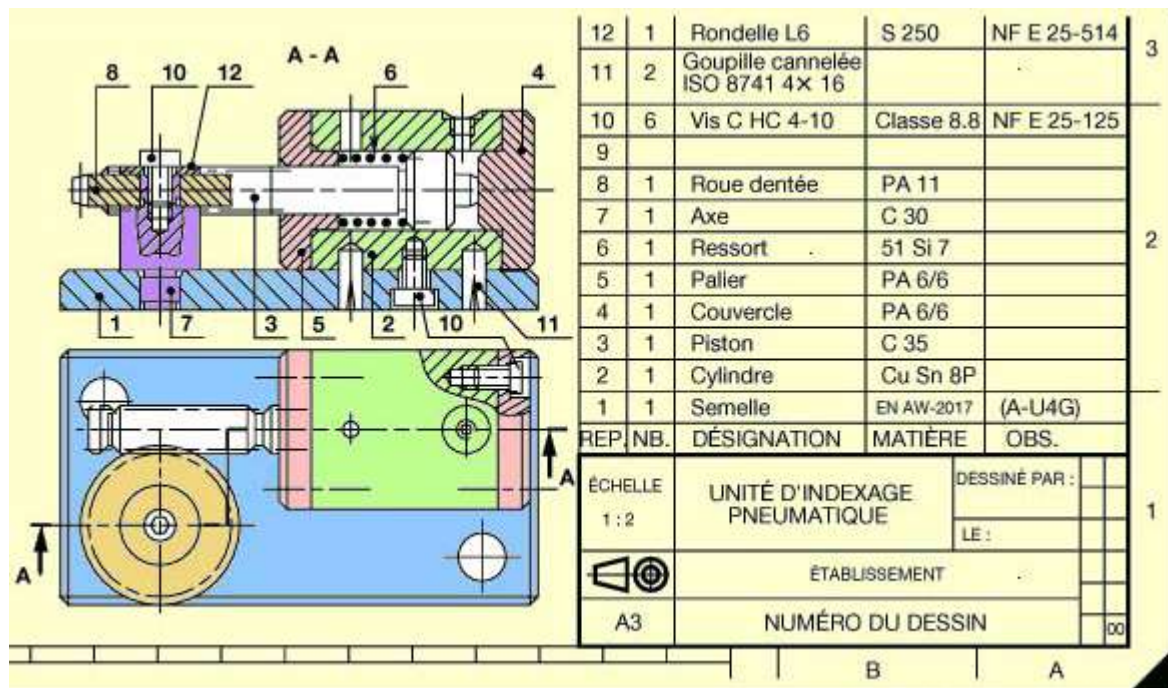 A - A
8 10 12 6 4
1 7 3 5 2 10 11
A
A
12 1 Rondelle L6 S 250 NF E 25-514
3
11 2 Goupille cannelée
ISO 8741 4× 16
10 6 Vis C HC 4-10 Classe 8.8 NF E 25-125
9
8 1 Roue dentée PA 11
7 1 Axe C 30
2
6 1 Ressort 51 Si 7
5 1 Palier PA 6/6
4 1 Couvercle PA 6/6
3 1 Piston C 35
2 1 Cylindre Cu Sn 8P
1 1 Semelle EN AW-2017 (A-U4G)
REP. NB. DÉSIGNATION MATIÈRE OBS.
ÉCHELLE
1 : 2
UNITÉ D'INDEXAGE
PNEUMATIQUE
DESSINÉ PAR :
LE :
1
ÉTABLISSEMENT
A3 NUMÉRO DU DESSIN 00
B A